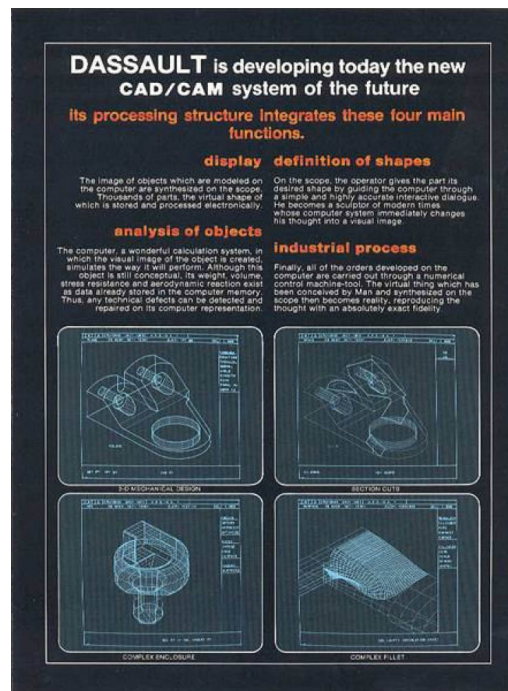 DASSAULT is developing today the new
CAD/CAM system of the future
its processing structure integrates these four main
functions.
display
The image of objects which are modeled on
the computer are synthesized on the scope.
Thousands of parts, the virtual shape of
which is stored and processed electronically.
analysis of objects
The computer, a wonderful calculation system, in
which the visual image of the object is created,
simulates the way it will perform. Although this
object is still conceptual, its weight, volume,
stress resistance and aerodynamic reaction exist
as data already stored in the computer memory.
Thus, any technical defects can be detected and
repaired on its computer representation.
definition of shapes
On the scope, the operator gives the part its
desired shape by guiding the computer through
a simple and highly accurate interactive dialogue.
He becomes a sculptor of modern times
whose computer system immediately changes
his thought into a visual image.
industrial process
Finally, all of the orders developed on the
computer are carried out through a numerical
control machine-tool. The virtual thing which has
been conceived by Man and synthesized on the
scope then becomes reality, reproducing the
thought with an absolutely exact fidelity.
3-D MECHANICAL DESIGN
SECTION CUTS
COMPLEX ENCLOSURE
COMPLEX FILLET